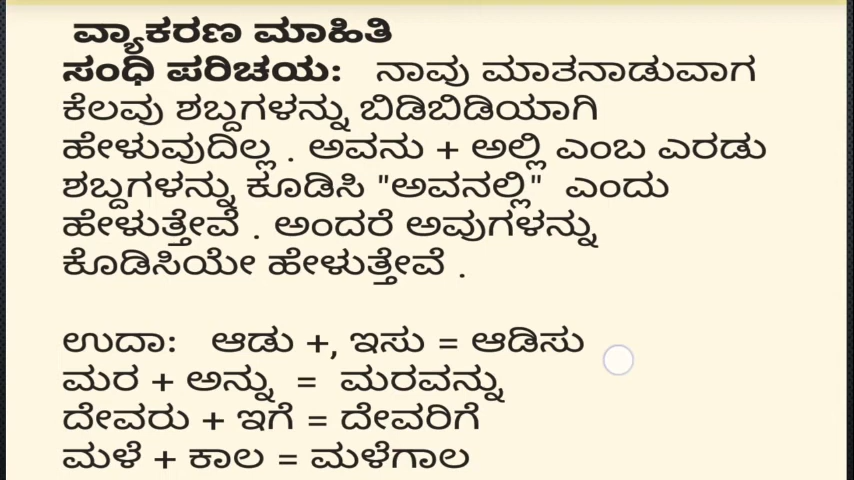 ವ್ಯಾಕರಣ ಮಾಹಿತಿ
ಸಂಧಿ ಪರಿಚಯ: ನಾವು ಮಾತನಾಡುವಾಗ
ಕೆಲವು ಶಬ್ದಗಳನ್ನು ಬಿಡಿಬಿಡಿಯಾಗಿ
ಹೇಳುವುದಿಲ್ಲ . ಅವನು + ಅಲ್ಲಿ ಎಂಬ ಎರಡು
ಶಬ್ದಗಳನ್ನು ಕೂಡಿಸಿ "ಅವನಲ್ಲಿ" ಎಂದು
ಹೇಳುತ್ತೇವೆ . ಅಂದರೆ ಅವುಗಳನ್ನು
ಕೊಡಿಸಿಯೇ ಹೇಳುತ್ತೇವೆ .
ಉದಾ: ಆಡು +, ಇಸು = ಆಡಿಸು
ಮರ + ಅನ್ನು = ಮರವನ್ನು
ದೇವರು + ಇಗೆ = ದೇವರಿಗೆ
ಮಳೆ + ಕಾಲ = ಮಳೆಗಾಲ